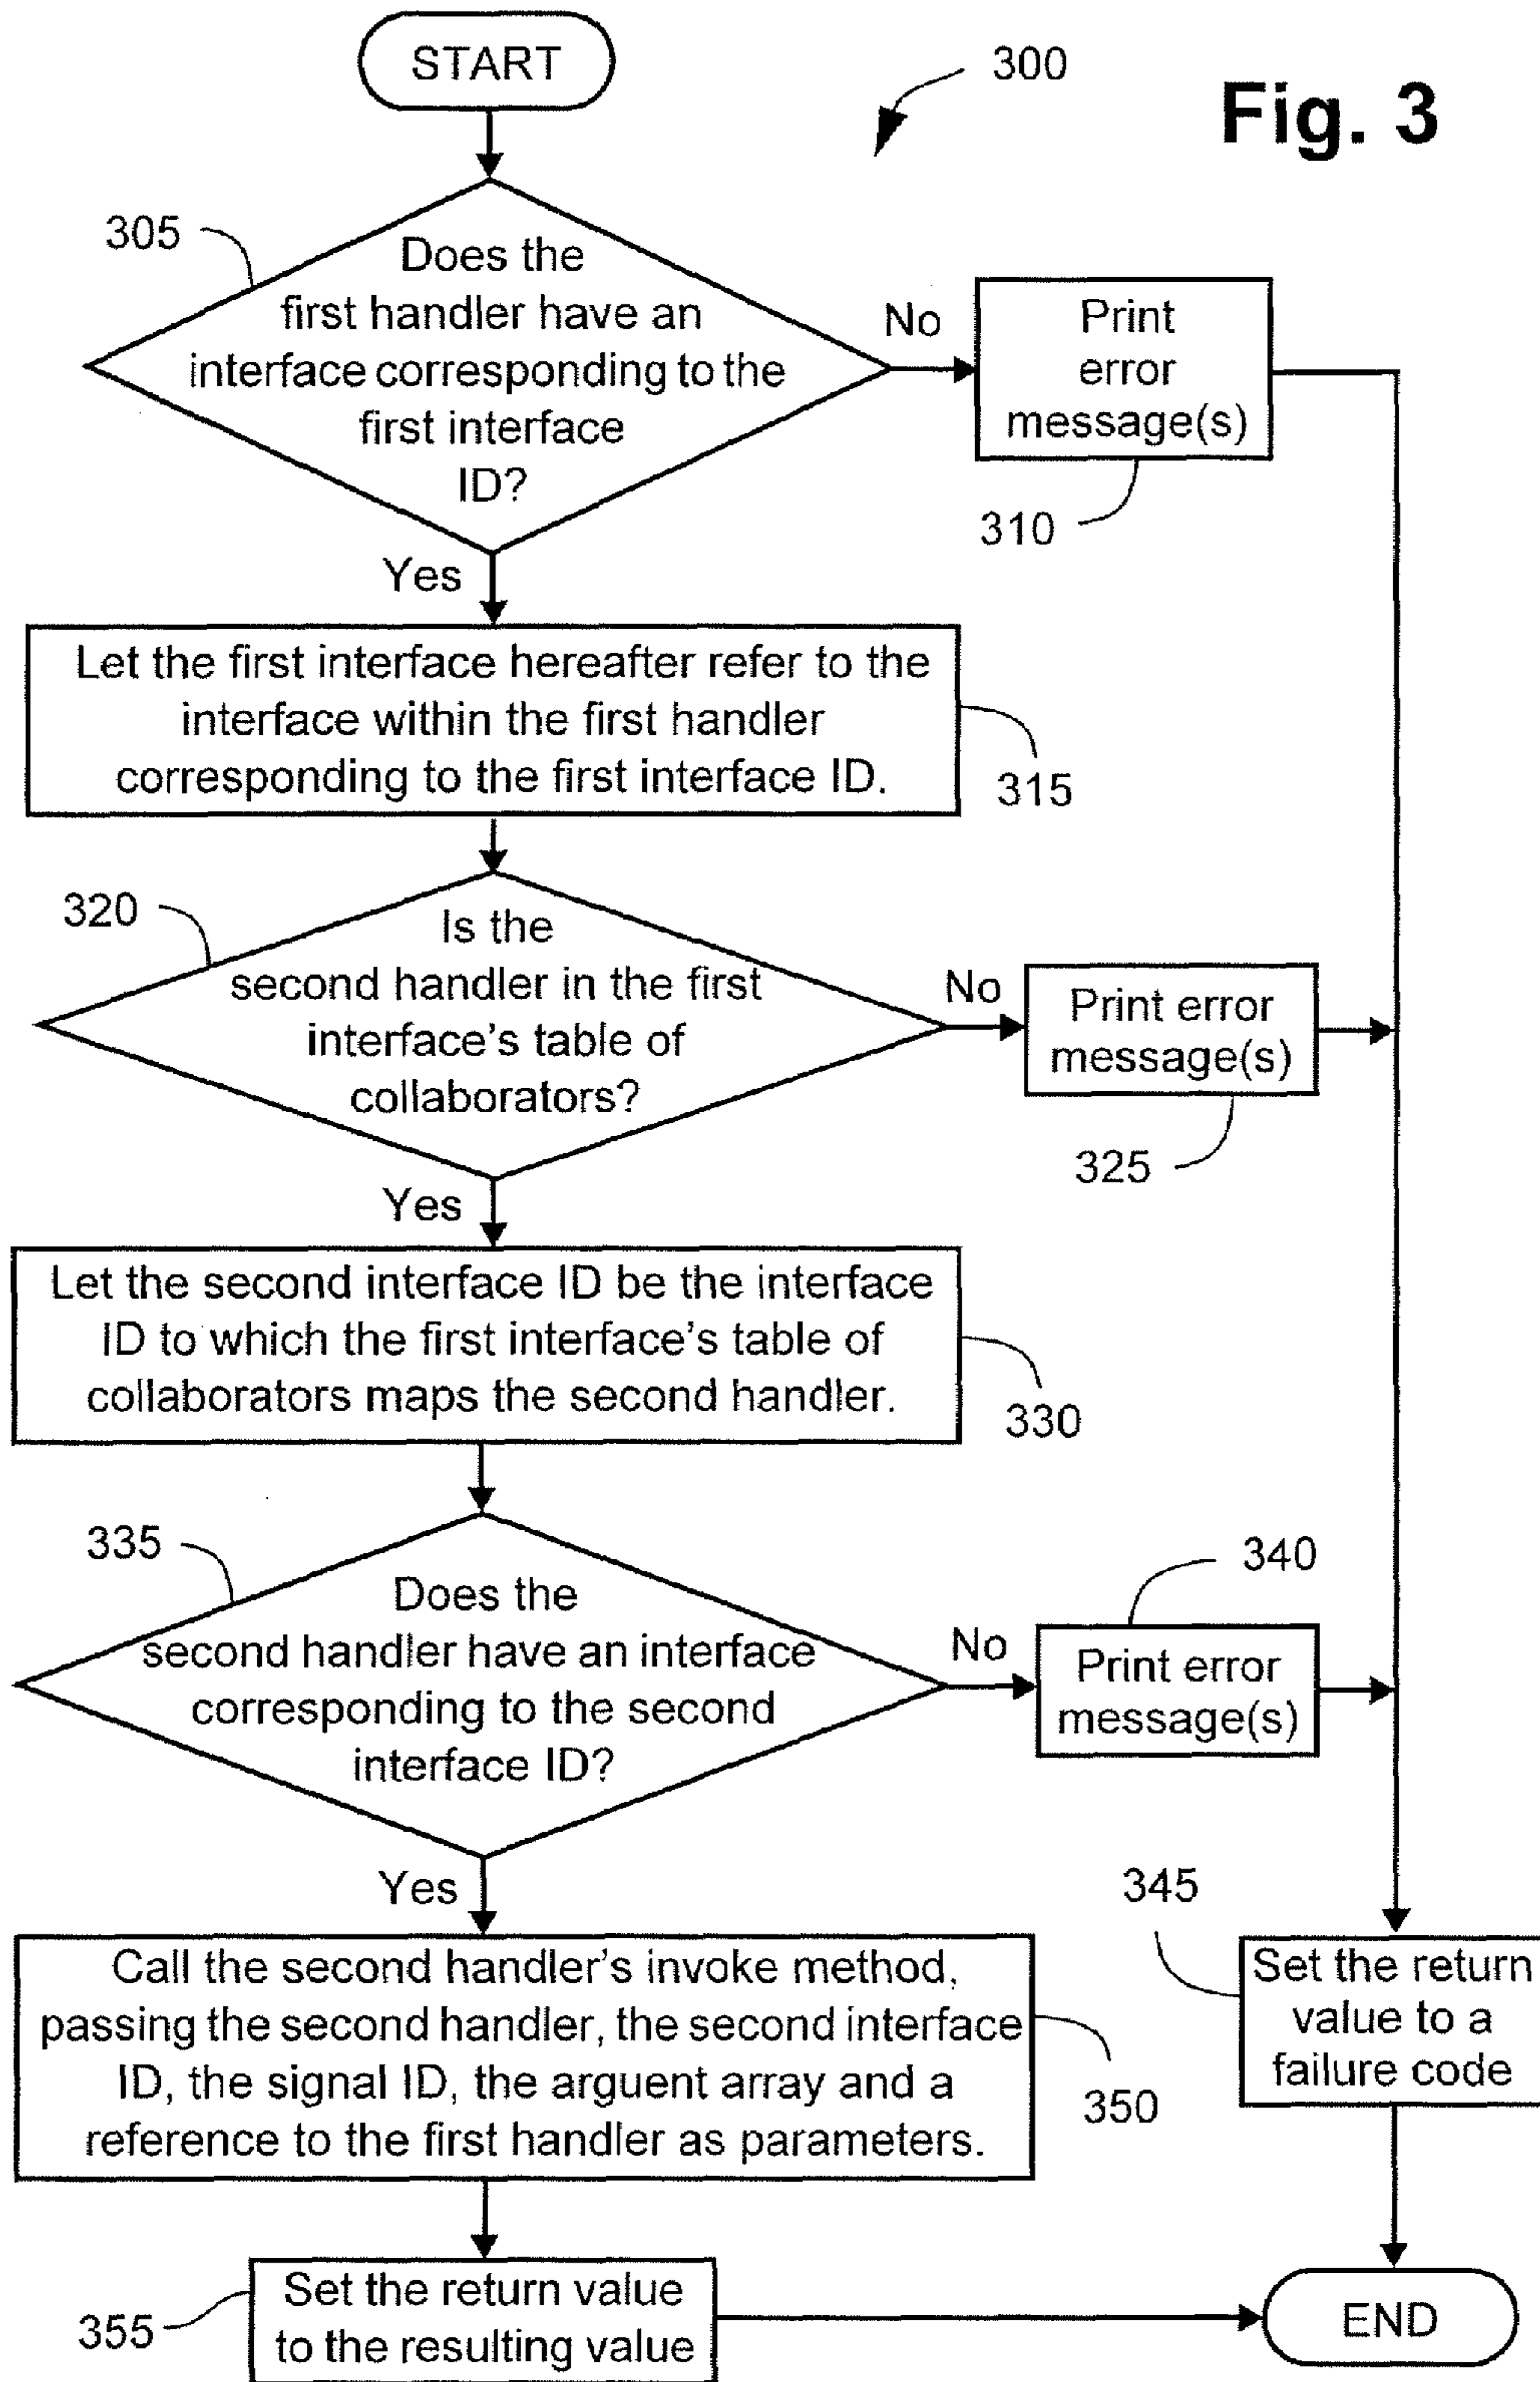 START
300
Fig. 3
305
Does the
first handler have an
interface corresponding to the
first interface
ID?
No
Print
error
message(s)
310
Yes
Let the first interface hereafter refer to the
interface within the first handler
corresponding to the first interface ID.
315
320
Is the
second handler in the first
interface's table of
collaborators?
No
Print error
message(s)
325
Yes
Let the second interface ID be the interface
ID to which the first interface's table of
collaborators maps the second handler.
330
335
Does the
second handler have an interface
corresponding to the second
interface ID?
No
340
Print error
message(s)
Yes
345
Set the return
value to a
failure code
Call the second handler's invoke method,
passing the second handler, the second interface
ID, the signal ID, the arguent array and a
reference to the first handler as parameters.
350
355
Set the return value
to the resulting value
END